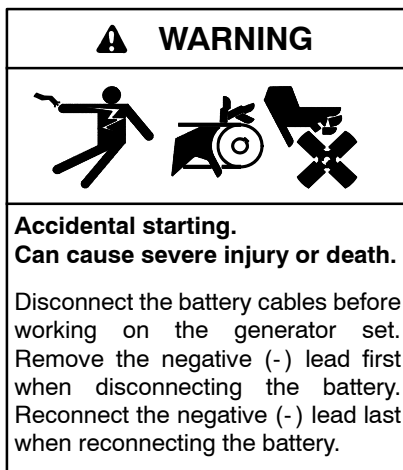 WARNING
Accidental starting.
Can cause severe injury or death.
Disconnect the battery cables before
working on the generator set.
Remove the negative (-) lead first
when disconnecting the battery.
Reconnect the negative (-) lead last
when reconnecting the battery.